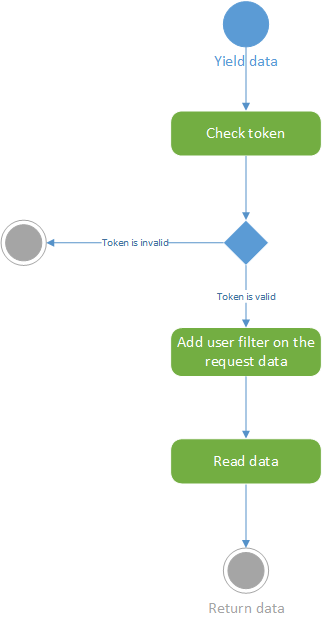 Yield data
Check token
Token is invalid
Token is valid
Add user filter on the
request data
Read data
Return data